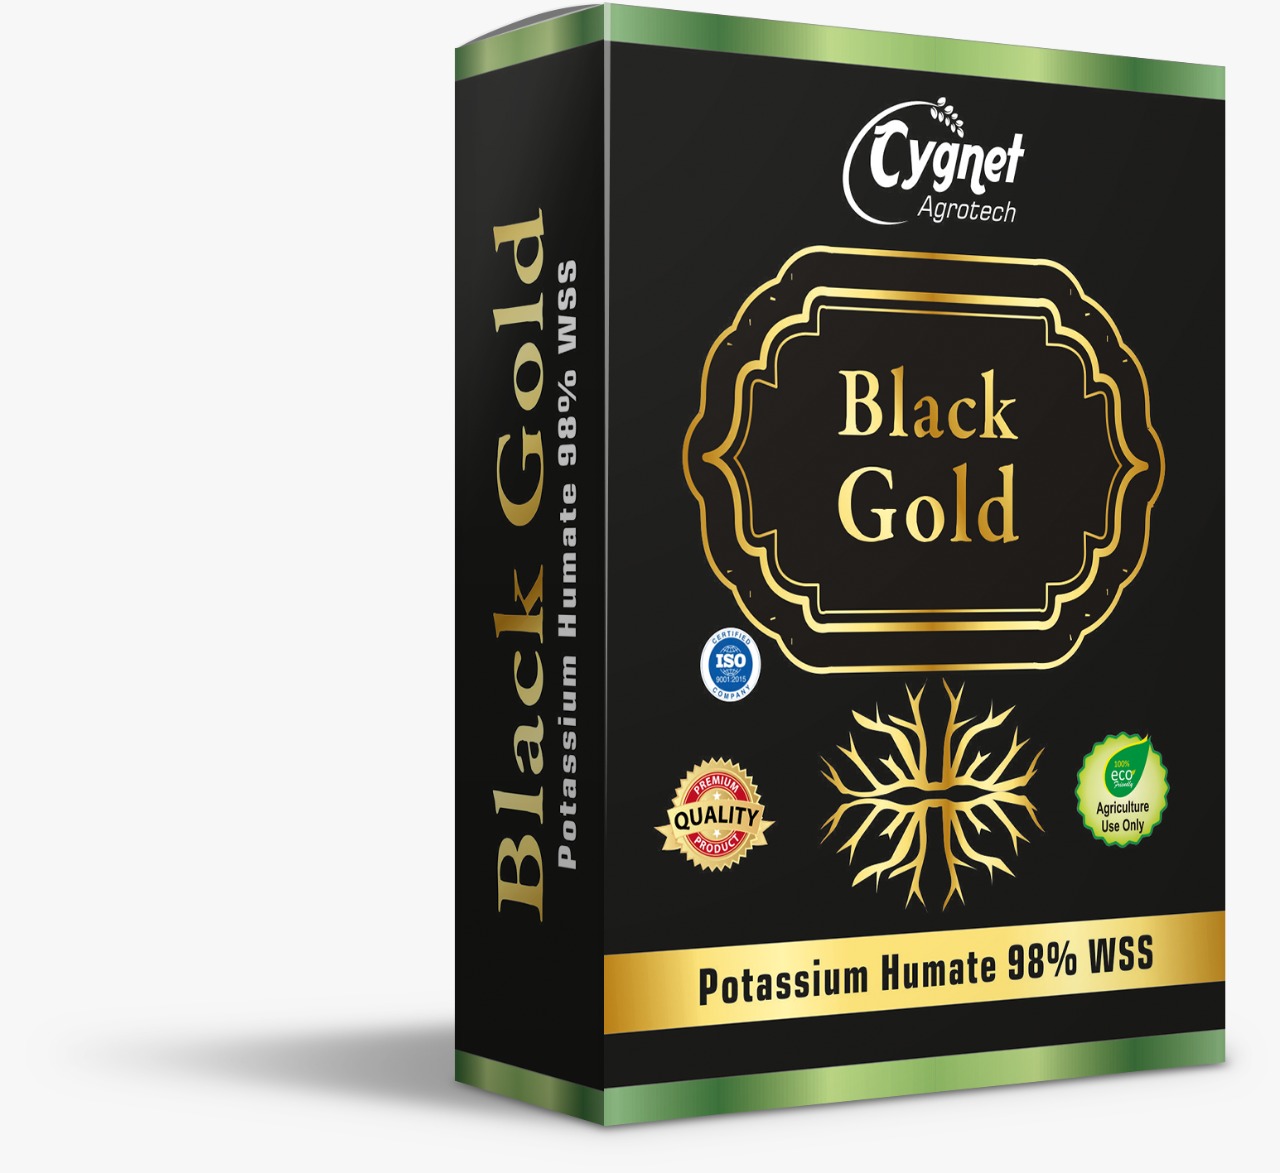 Cygnet
Agrotech
Black
Gold
CERTIFIED
ISO
9001:2015
COMPANY
PREMIUM
QUALITY
PRODUCT
100%
eco
Friendly
Agriculture
Use Only
Potassium Humate 98% WSS
Black Gold
Potassium Humate 98% WSS